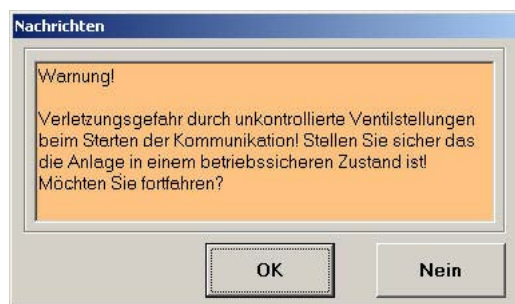 Nachrichten
Warnung!
Verletzungsgefahr durch unkontrollierte Ventilstellungen
beim Starten der Kommunikation! Stellen Sie sicher das
die Anlage in einem betriebssicheren Zustand ist!
Möchten Sie fortfahren?
OK
Nein